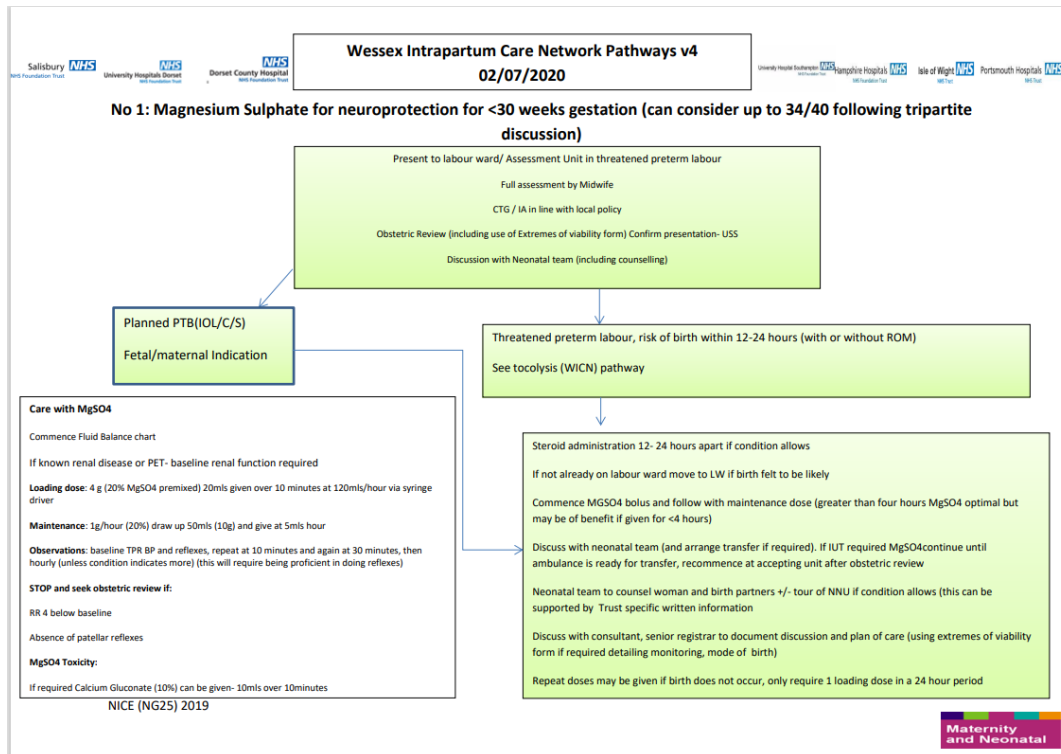 Salisbury NHS
NHS Foundation Trust
NHS
University Hospitals Dorset
NHS Foundation Trust
NHS
Dorset County Hospital
NHS Foundation Trust
Wessex Intrapartum Care Network Pathways v4
02/07/2020
University Hospital Southampton NHS
NHS Foundation Trust
Hampshire Hospitals NHS
NHS Foundation Trust
Isle of Wight NHS
NHS Trust
Portsmouth Hospitals NHS
NHS Trust
No 1: Magnesium Sulphate for neuroprotection for <30 weeks gestation (can consider up to 34/40 following tripartite
discussion)
Present to labour ward/ Assessment Unit in threatened preterm labour
Full assessment by Midwife
CTG / IA in line with local policy
Obstetric Review (including use of Extremes of viability form) Confirm presentation- USS
Discussion with Neonatal team (including counselling)
Planned PTB(IOL/C/S)
Fetal/maternal Indication
Threatened preterm labour, risk of birth within 12-24 hours (with or without ROM)
See tocolysis (WICN) pathway
Care with MgSO4
Commence Fluid Balance chart
If known renal disease or PET- baseline renal function required
Loading dose: 4 g (20% MgSO4 premixed) 20mls given over 10 minutes at 120mls/hour via syringe
driver
Maintenance: 1g/hour (20%) draw up 50mls (10g) and give at 5mls hour
Observations: baseline TPR BP and reflexes, repeat at 10 minutes and again at 30 minutes, then
hourly (unless condition indicates more) (this will require being proficient in doing reflexes)
STOP and seek obstetric review if:
RR 4 below baseline
Absence of patellar reflexes
MgSO4 Toxicity:
If required Calcium Gluconate (10%) can be given- 10mls over 10minutes
Steroid administration 12- 24 hours apart if condition allows
If not already on labour ward move to LW if birth felt to be likely
Commence MGSO4 bolus and follow with maintenance dose (greater than four hours MgSO4 optimal but
may be of benefit if given for <4 hours)
Discuss with neonatal team (and arrange transfer if required). If IUT required MgSO4continue until
ambulance is ready for transfer, recommence at accepting unit after obstetric review
Neonatal team to counsel woman and birth partners +/- tour of NNU if condition allows (this can be
supported by Trust specific written information
Discuss with consultant, senior registrar to document discussion and plan of care (using extremes of viability
form if required detailing monitoring, mode of birth)
Repeat doses may be given if birth does not occur, only require 1 loading dose in a 24 hour period
NICE (NG25) 2019
Maternity
and Neonatal